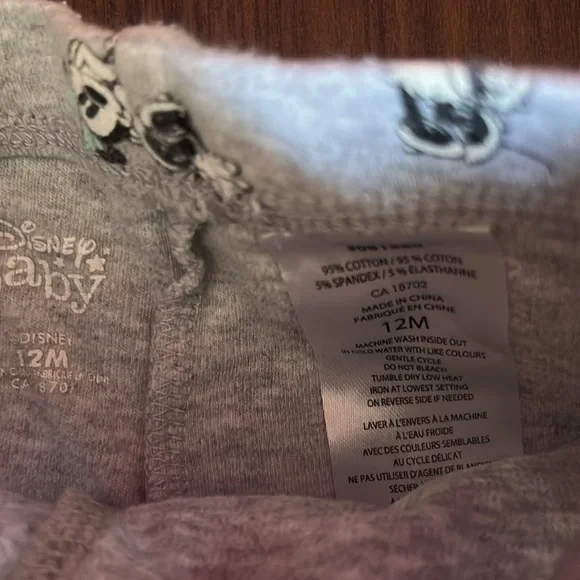 Disney
baby
©DISNEY
12M
CA 1870
95% COTTON / 95 % COTON
5% SPANDEX / 5 % ÉLASTHANNE
CA 18702
MADE IN CHINA
FABRIQUÉ EN CHINE
12M
MACHINE WASH INSIDE OUT
IN COLD WATER WITH LIKE COLOURS
GENTLE CYCLE
DO NOT BLEACH
TUMBLE DRY LOW HEAT
IRON AT LOWEST SETTING
ON REVERSE SIDE IF NEEDED
LAVER À L'ENVERS À LA MACHINE
À L'EAU FROIDE
AVEC DES COULEURS SEMBLABLES
AU CYCLE DÉLICAT
NE PAS UTILISER D'AGENT DE BLANC
SÉCHER